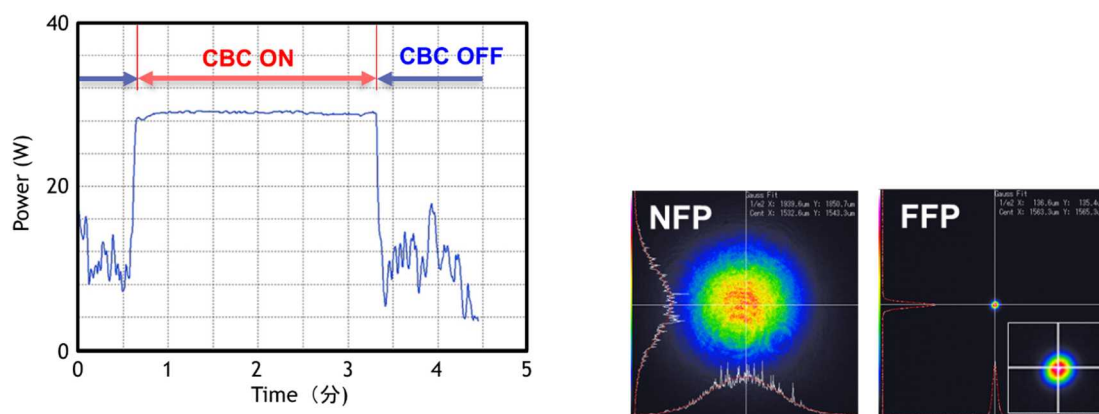 40
CBC ON
CBC OFF
Power (W)
20
0
0
1
2
3
4
5
Time（分）
NFP
Gauss Fit
FFP
Gauss Fit